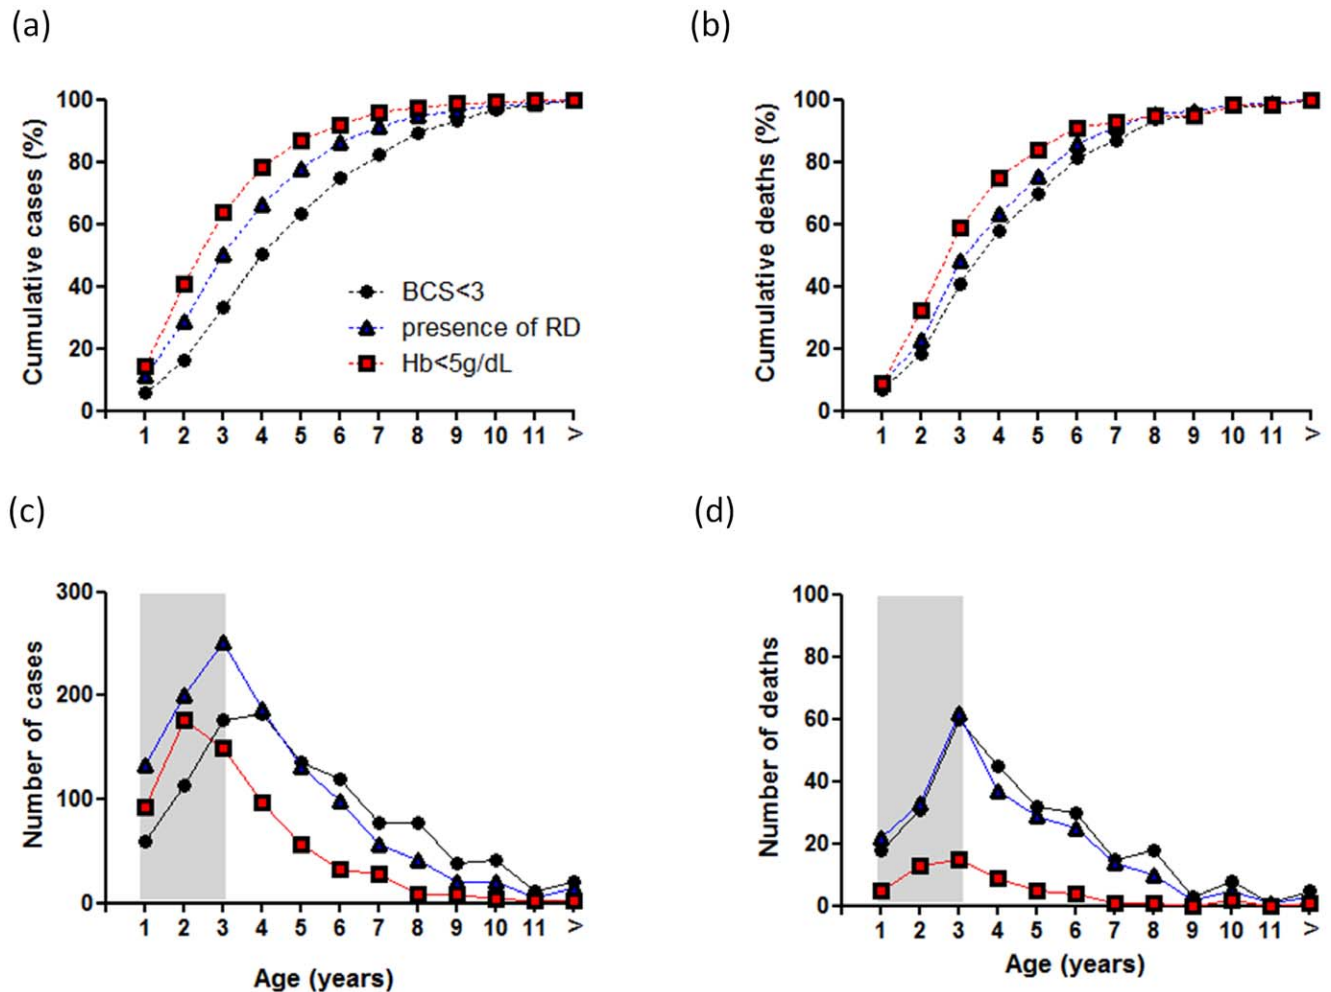 (a)
Cumulative cases (%)
100
80
60
40
20
0
BCS<3
presence of RD
Hb<5g/dL
1 2 3 4 5 6 7 8 9 10 11 >
(b)
Cumulative deaths (%)
100
80
60
40
20
0
1 2 3 4 5 6 7 8 9 10 11 >
(c)
Number of cases
300
200
100
0
1 2 3 4 5 6 7 8 9 10 11 >
Age (years)
(d)
Number of deaths
100
80
60
40
20
0
1 2 3 4 5 6 7 8 9 10 11 >
Age (years)